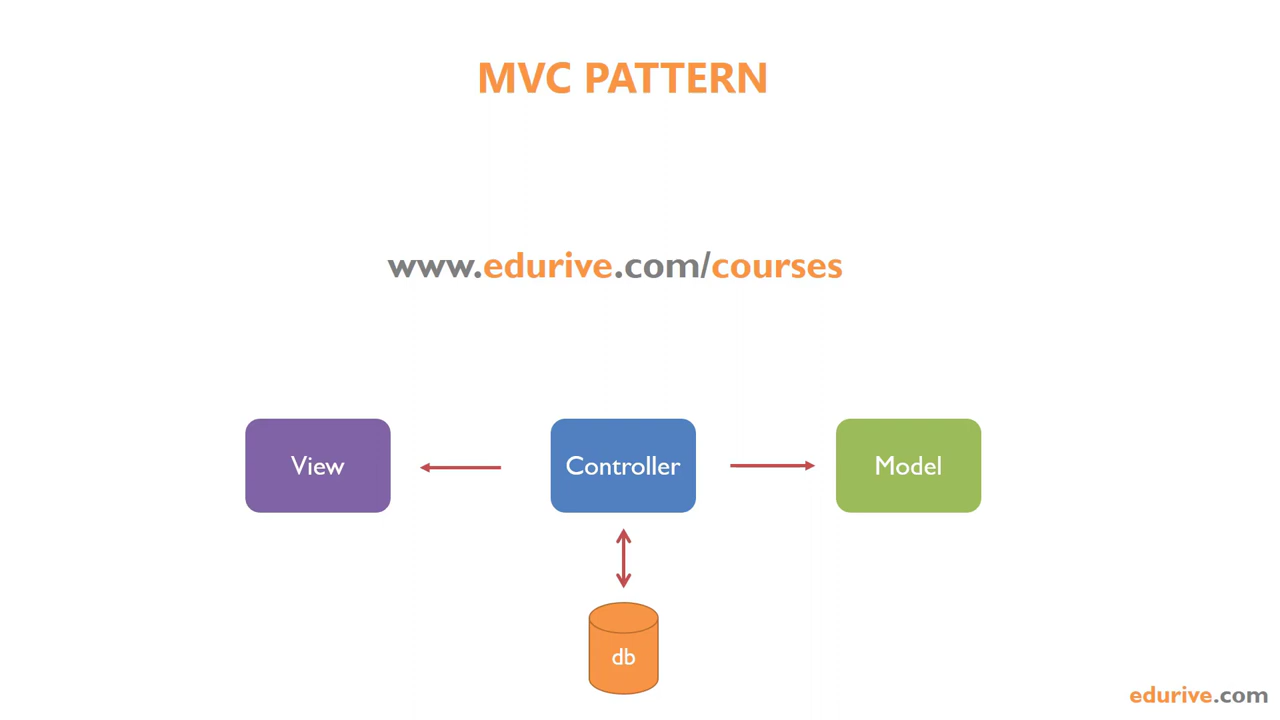 MVC PATTERN
www.edurive.com/courses
View
Controller
Model
db
edurive.com